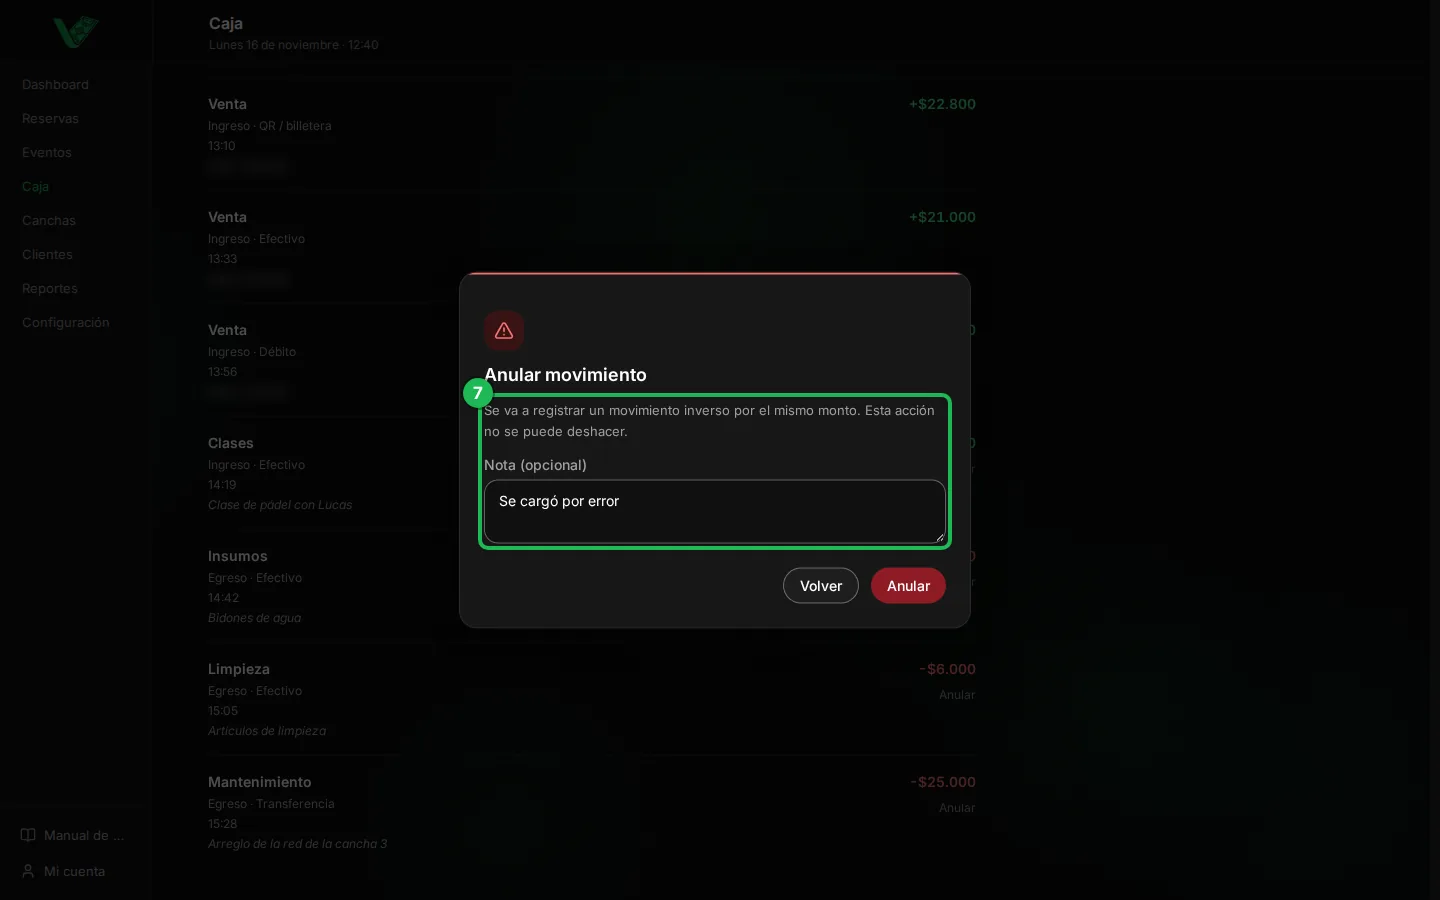 Caja
Lunes 16 de noviembre · 12:40
Dashboard
Reservas
Eventos
Caja
Canchas
Clientes
Reportes
Configuración
Manual de ...
Mi cuenta
Venta
+$22.800
Ingreso · QR / billetera
13:10
Venta
+$21.000
Ingreso · Efectivo
13:33
Venta
Ingreso · Débito
13:56
Clases
Ingreso · Efectivo
14:19
Clase de pádel con Lucas
Insumos
Egreso · Efectivo
14:42
Bidones de agua
Limpieza
-$6.000
Egreso · Efectivo
Anular
15:05
Artículos de limpieza
Mantenimiento
-$25.000
Egreso · Transferencia
Anular
15:28
Arreglo de la red de la cancha 3
Anular movimiento
7
Se va a registrar un movimiento inverso por el mismo monto. Esta acción
no se puede deshacer.
Nota (opcional)
Se cargó por error
Volver
Anular